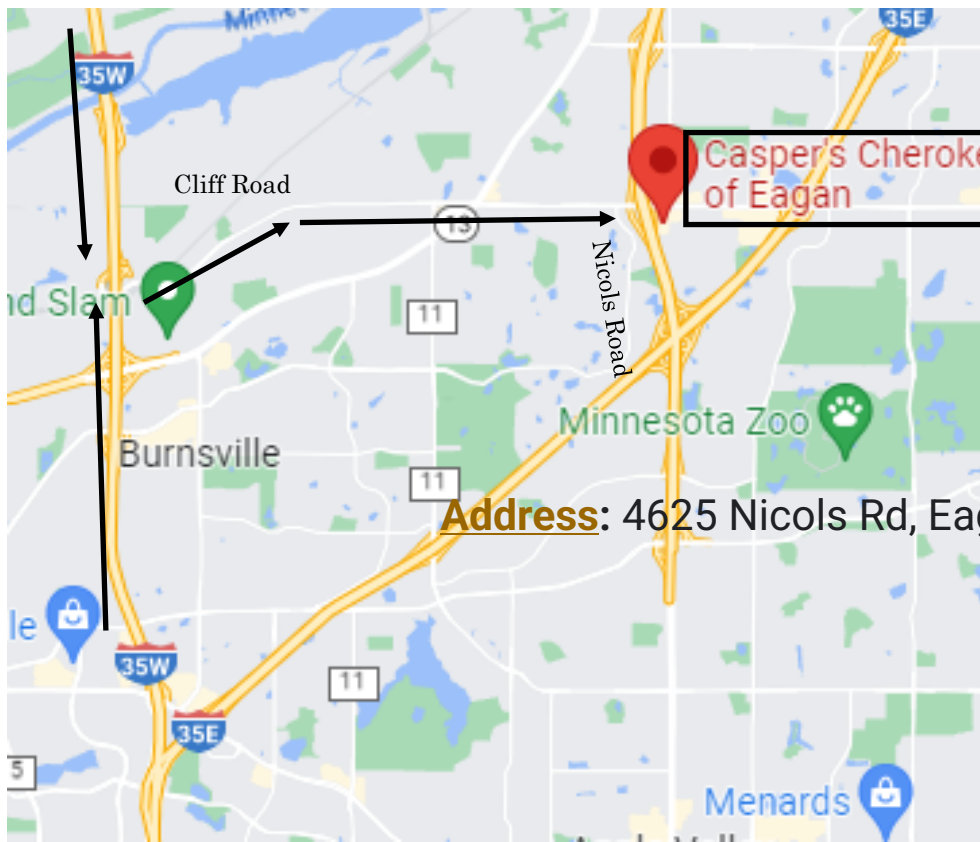 Minnes
35E
35W
Casper's Cheroke
of Eagan
Cliff Road
13
nd Slam
Nicols Road
11
Minnesota Zoo
Burnsville
11
Address: 4625 Nicols Rd, Eag
le
35W
11
35E
5
Menards